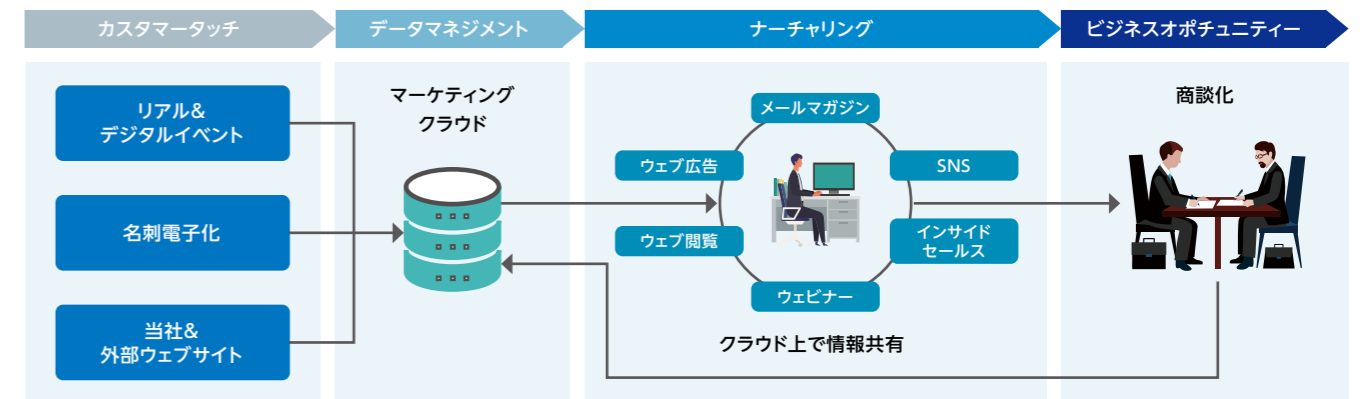 カスタマータッチ
データマネジメント
ナーチャリング
ビジネスオポチュニティー
リアル&
デジタルイベント
名刺電子化
当社&
外部ウェブサイト
マーケティング
クラウド
メールマガジン
ウェブ広告
SNS
ウェブ閲覧
インサイド
セールス
ウェビナー
クラウド上で情報共有
商談化